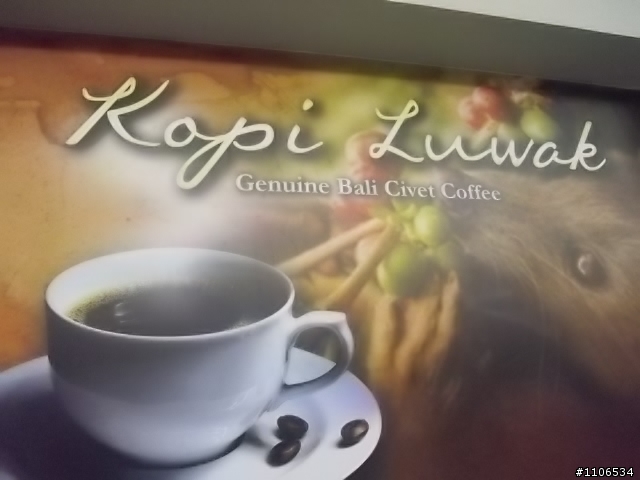 Kopi Luwak
Genuine Bali Civet Coffee
#1106534